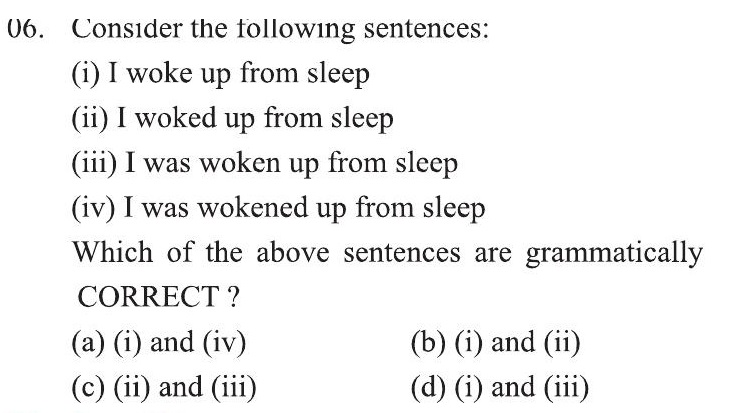 06. Consider the following sentences:
(i) I woke up from sleep
(ii) I woked up from sleep
(iii) I was woken up from sleep
(iv) I was wokened up from sleep
Which of the above sentences are grammatically
CORRECT ?
(a) (i) and (iv) (b) (i) and (ii)
(c) (ii) and (iii) (d) (i) and (iii)